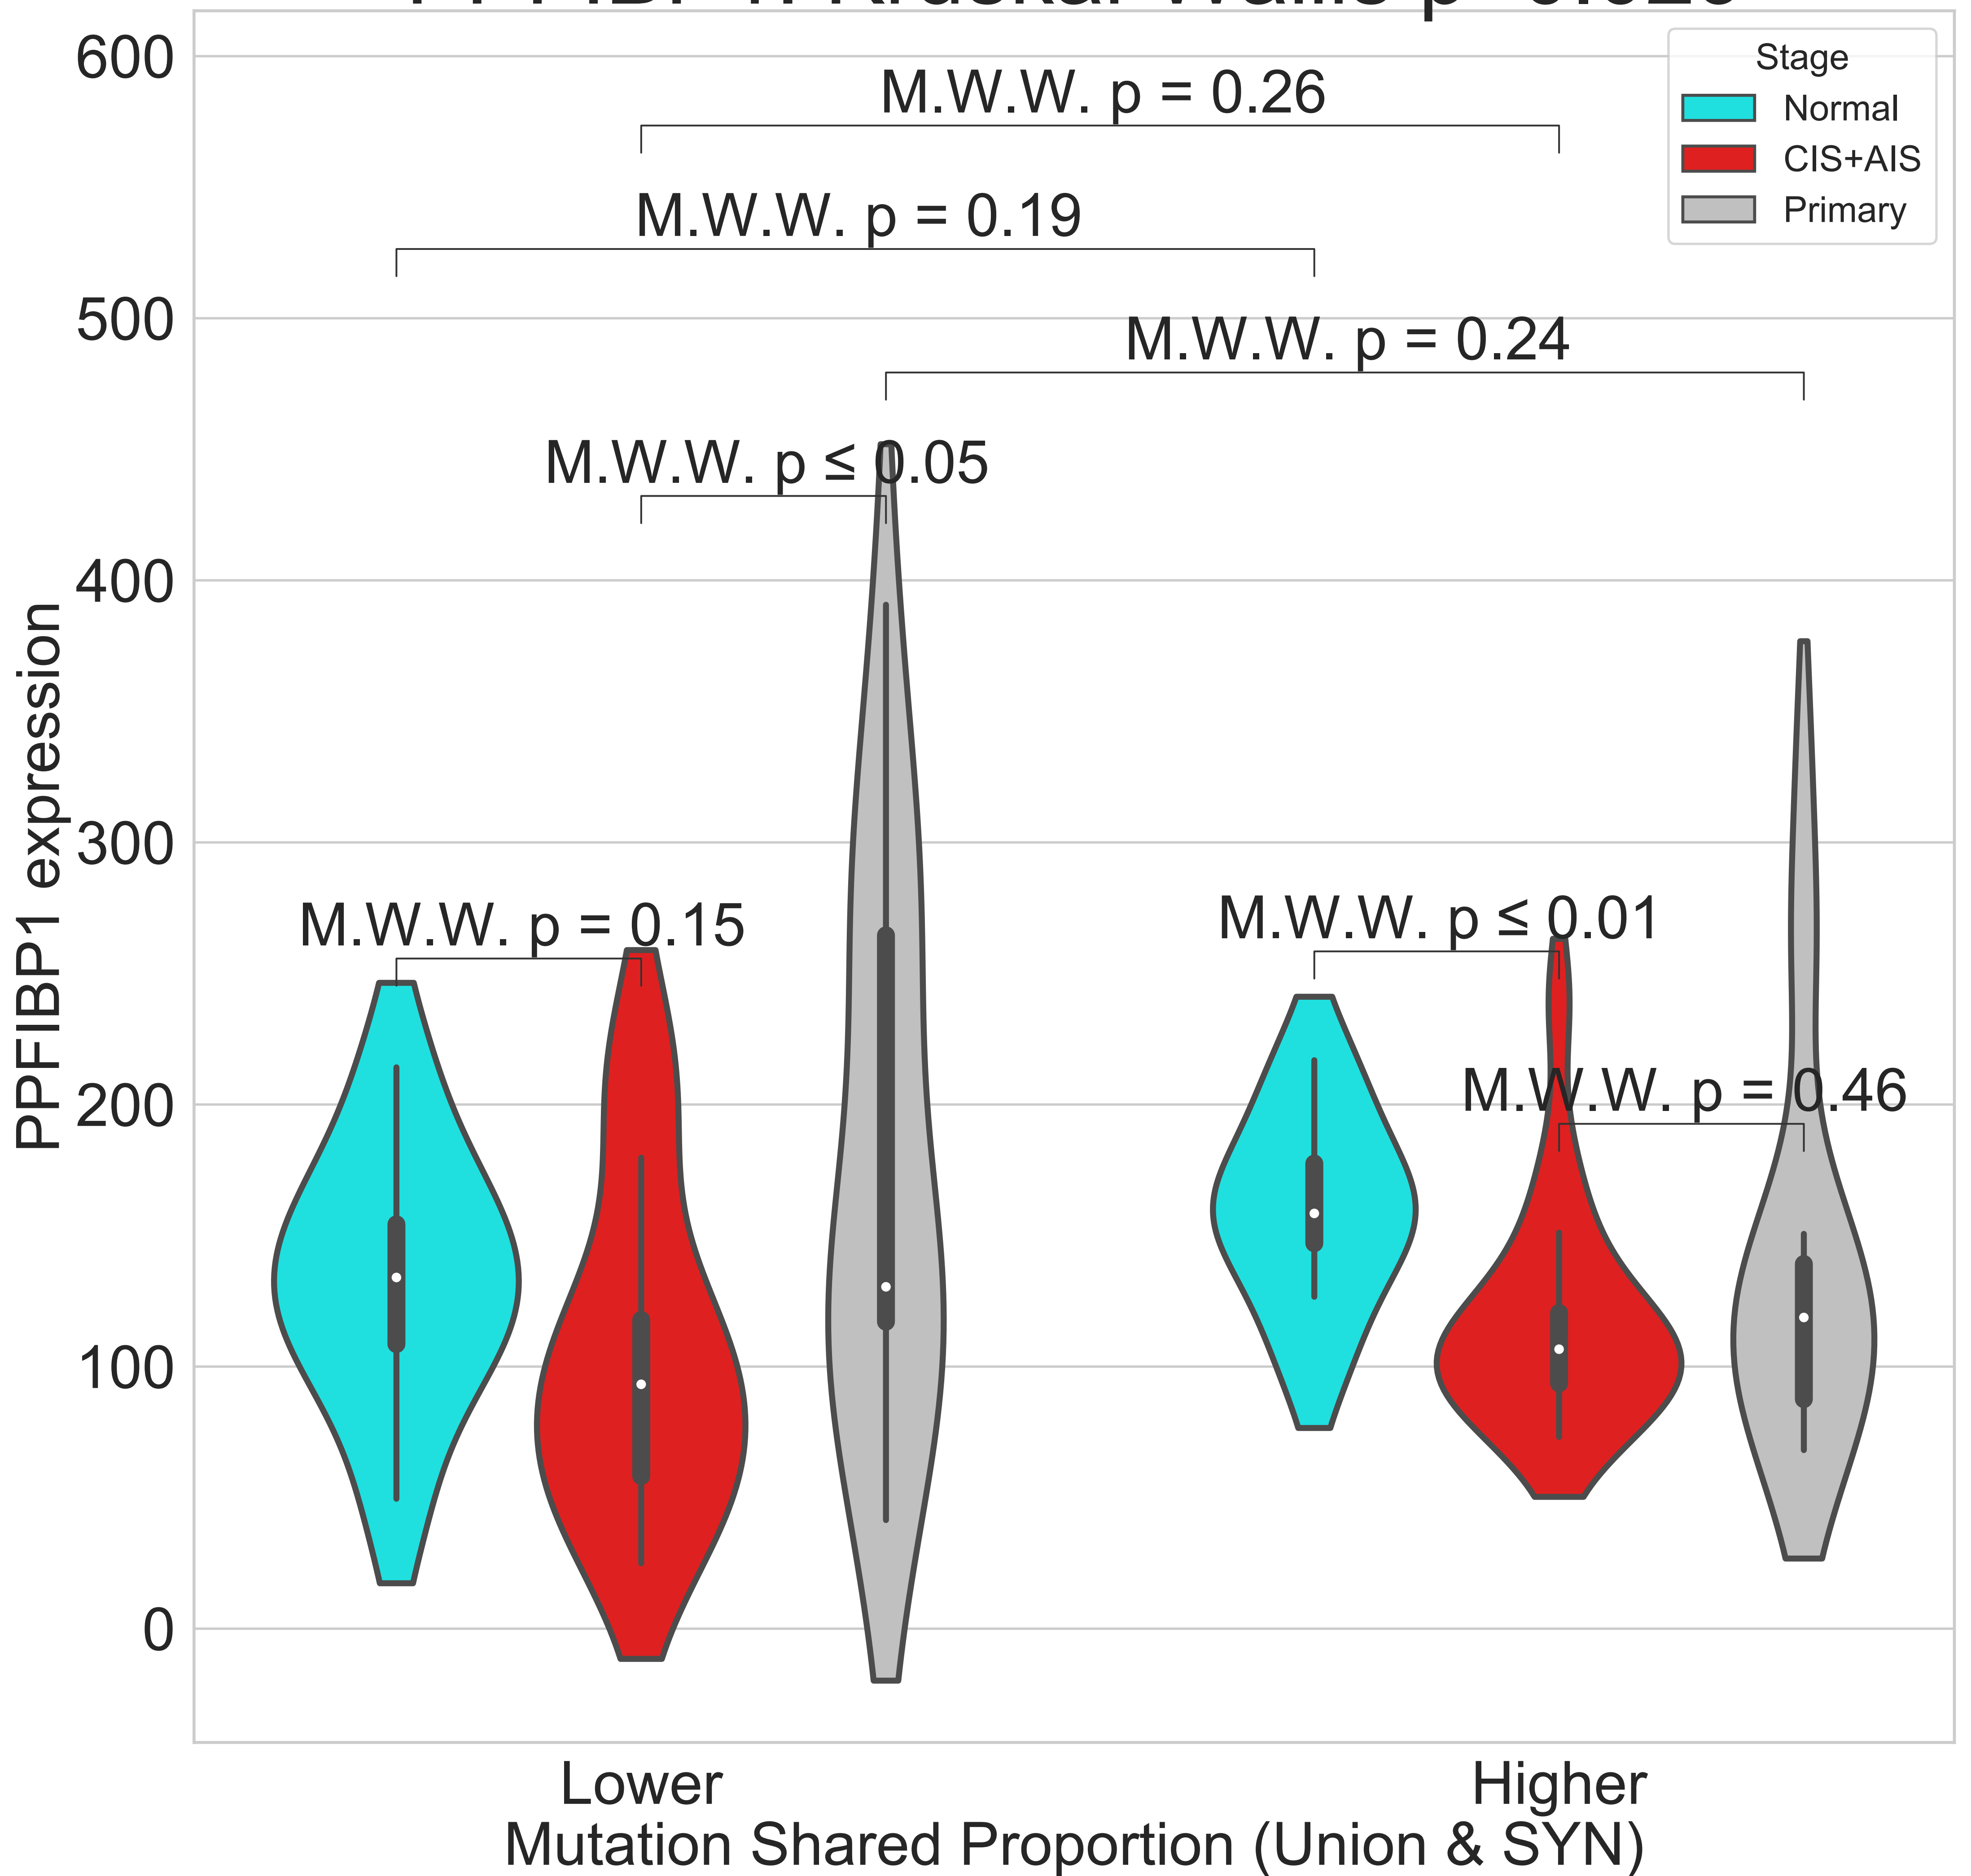 600
M.W.W. p = 0.26
Stage
Normal
CIS+AIS
Primary
M.W.W. p = 0.19
500
M.W.W. p = 0.24
M.W.W. p ≤ 0.05
400
PPFIBP1 expression
300
M.W.W. p = 0.15
M.W.W. p ≤ 0.01
200
M.W.W. p = 0.46
100
0
Lower
Higher
Mutation Shared Proportion (Union & SYN)